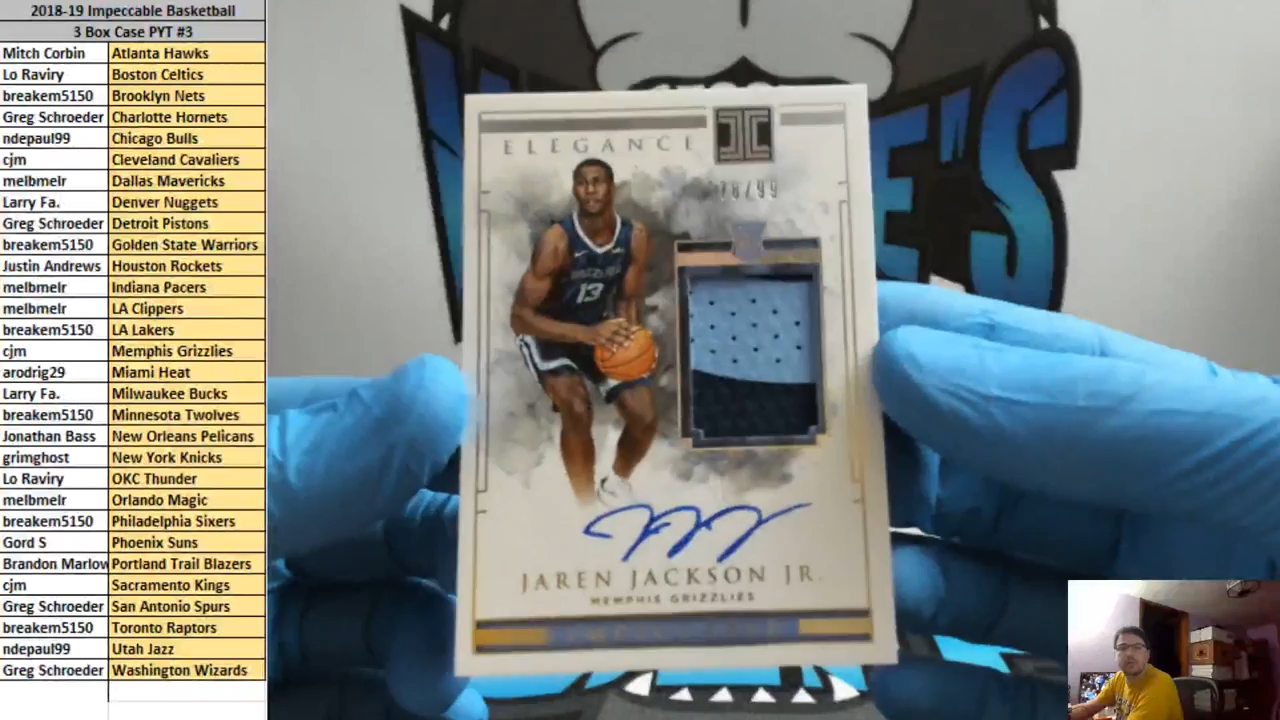 2018-19 Impeccable Basketball
3 Box Case PYT #3
Mitch Corbin Atlanta Hawks
Lo Raviry Boston Celtics
breakem5150 Brooklyn Nets
Greg Schroeder Charlotte Hornets
ndepaul99 Chicago Bulls
cjm Cleveland Cavaliers
melbmelr Dallas Mavericks
Larry Fa. Denver Nuggets
Greg Schroeder Detroit Pistons
breakem5150 Golden State Warriors
Justin Andrews Houston Rockets
melbmelr Indiana Pacers
melbmelr LA Clippers
breakem5150 LA Lakers
cjm Memphis Grizzlies
arodrig29 Miami Heat
Larry Fa. Milwaukee Bucks
breakem5150 Minnesota Twolves
Jonathan Bass New Orleans Pelicans
grimghost New York Knicks
Lo Raviry OKC Thunder
melbmelr Orlando Magic
breakem5150 Philadelphia Sixers
Gord S Phoenix Suns
Brandon Marlow Portland Trail Blazers
cjm Sacramento Kings
Greg Schroeder San Antonio Spurs
breakem5150 Toronto Raptors
ndepaul99 Utah Jazz
Greg Schroeder Washington Wizards
ELEGANCE
78/99
GRIZZLIES
13
JAREN JACKSON JR.
MEMPHIS GRIZZLIES
E'S